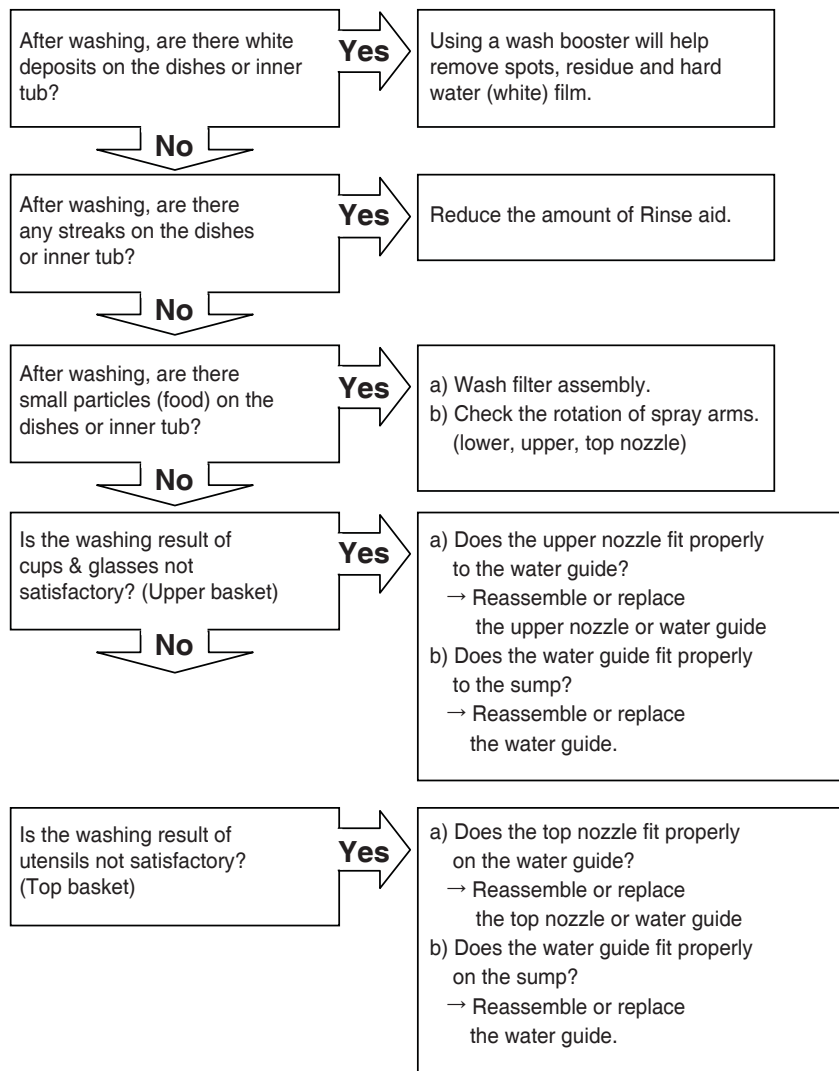 After washing, are there white
deposits on the dishes or inner
tub?
Yes
Using a wash booster will help
remove spots, residue and hard
water (white) film.
No
After washing, are there
any streaks on the dishes
or inner tub?
Yes
Reduce the amount of Rinse aid.
No
After washing, are there
small particles (food) on the
dishes or inner tub?
Yes
a) Wash filter assembly.
b) Check the rotation of spray arms.
(lower, upper, top nozzle)
No
Is the washing result of
cups & glasses not
satisfactory? (Upper basket)
Yes
a) Does the upper nozzle fit properly
to the water guide?
→ Reassemble or replace
the upper nozzle or water guide
b) Does the water guide fit properly
to the sump?
→ Reassemble or replace
the water guide.
No
Is the washing result of
utensils not satisfactory?
(Top basket)
Yes
a) Does the top nozzle fit properly
on the water guide?
→ Reassemble or replace
the top nozzle or water guide
b) Does the water guide fit properly
on the sump?
→ Reassemble or replace
the water guide.